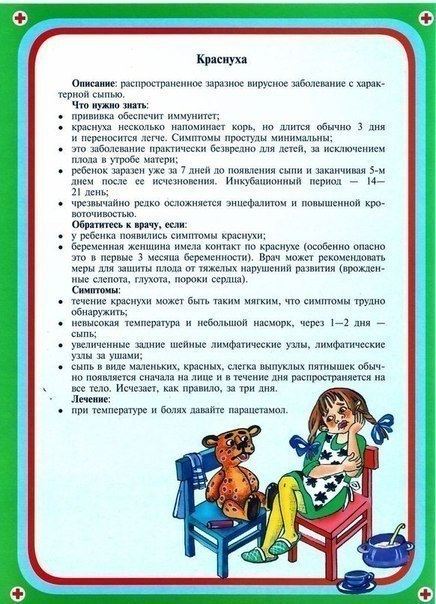 Краснуха
Описание: распространенное заразное вирусное заболевание с харак-
терной сыпью.
Что нужно знать:
• прививка обеспечит иммунитет;
• краснуха несколько напоминает корь, но длится обычно 3 дня
и переносится легче. Симптомы простуды минимальны;
• это заболевание практически безвредно для детей, за исключением
плода в утробе матери;
• ребенок заразен уже за 7 дней до появления сыпи и заканчивая 5-м
днем после ее исчезновения. Инкубационный период — 14—
21 день;
• чрезвычайно редко осложняется энцефалитом и повышенной кро-
воточивостью.
Обратитесь к врачу, если:
• у ребенка появились симптомы краснухи;
• беременная женщина имела контакт по краснухе (особенно опасно
это в первые 3 месяца беременности). Врач может рекомендовать
меры для защиты плода от тяжелых нарушений развития (врожден-
ные слепота, глухота, пороки сердца).
Симптомы:
• течение краснухи может быть таким мягким, что симптомы трудно
обнаружить;
• невысокая температура и небольшой насморк, через 1—2 дня —
сыпь;
• увеличенные задние шейные лимфатические узлы, лимфатические
узлы за ушами;
• сыпь в виде маленьких, красных, слегка выпуклых пятнышек обыч-
но появляется сначала на лице и в течение дня распространяется на
все тело. Исчезает, как правило, за три дня.
Лечение:
• при температуре и болях давайте парацетамол.